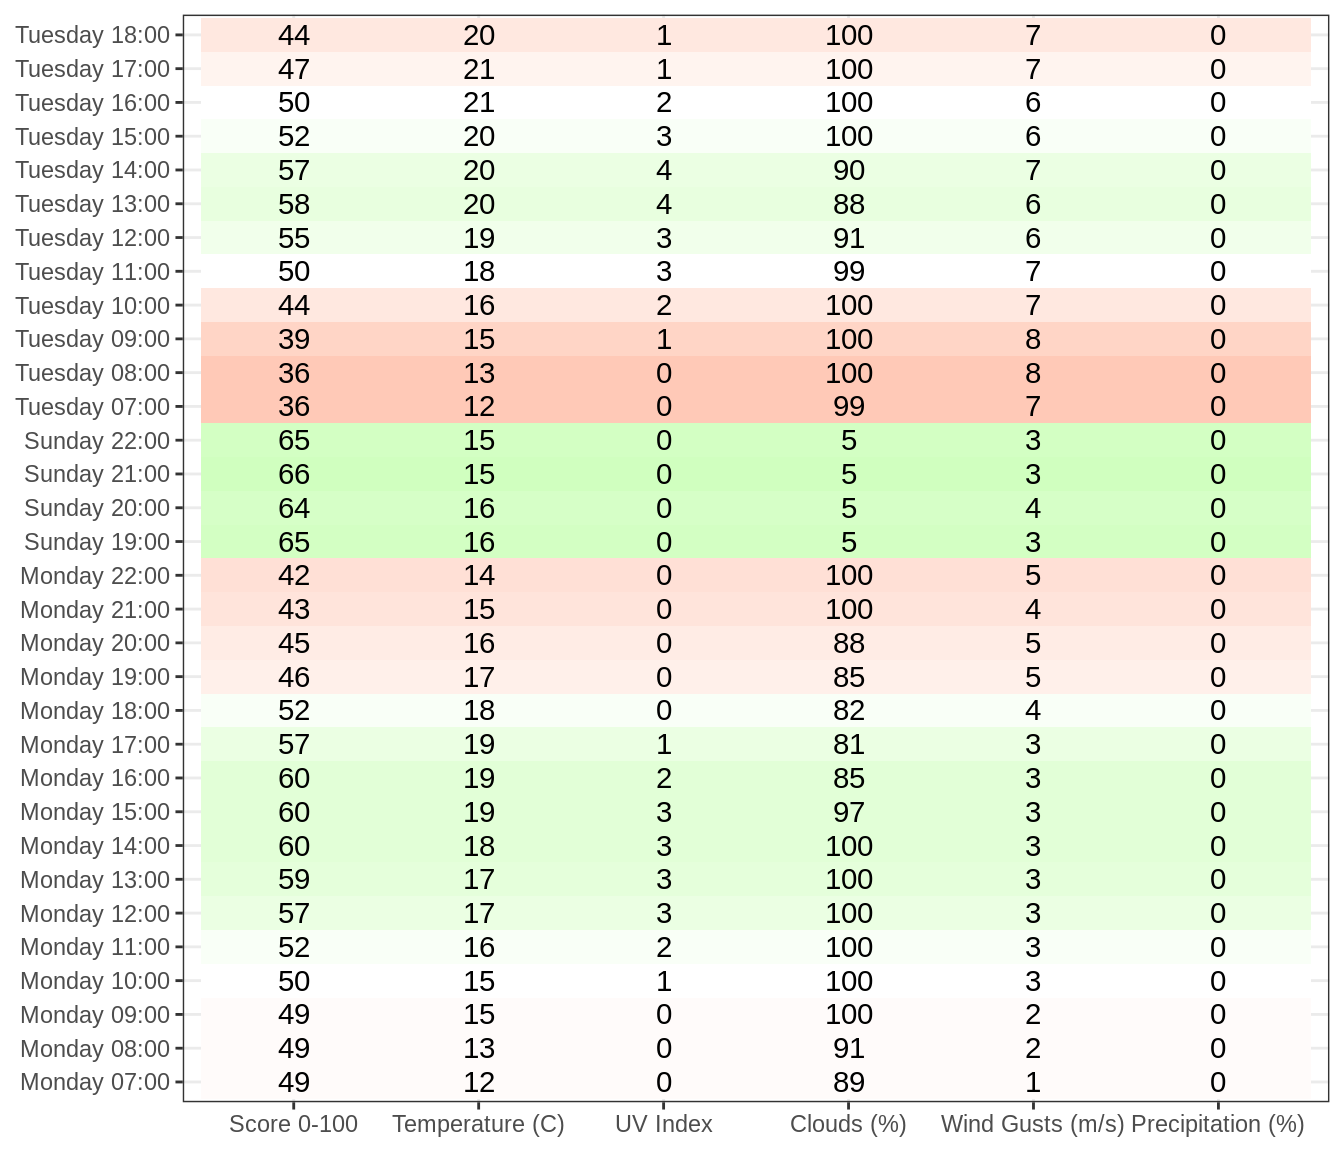 Tuesday 18:00 44 20 1 100 7 0
Tuesday 17:00 47 21 1 100 7 0
Tuesday 16:00 50 21 2 100 6 0
Tuesday 15:00 52 20 3 100 6 0
Tuesday 14:00 57 20 4 90 7 0
Tuesday 13:00 58 20 4 88 6 0
Tuesday 12:00 55 19 3 91 6 0
Tuesday 11:00 50 18 3 99 7 0
Tuesday 10:00 44 16 2 100 7 0
Tuesday 09:00 39 15 1 100 8 0
Tuesday 08:00 36 13 0 100 8 0
Tuesday 07:00 36 12 0 99 7 0
Sunday 22:00 65 15 0 5 3 0
Sunday 21:00 66 15 0 5 3 0
Sunday 20:00 64 16 0 5 4 0
Sunday 19:00 65 16 0 5 3 0
Monday 22:00 42 14 0 100 5 0
Monday 21:00 43 15 0 100 4 0
Monday 20:00 45 16 0 88 5 0
Monday 19:00 46 17 0 85 5 0
Monday 18:00 52 18 0 82 4 0
Monday 17:00 57 19 1 81 3 0
Monday 16:00 60 19 2 85 3 0
Monday 15:00 60 19 3 97 3 0
Monday 14:00 60 18 3 100 3 0
Monday 13:00 59 17 3 100 3 0
Monday 12:00 57 17 3 100 3 0
Monday 11:00 52 16 2 100 3 0
Monday 10:00 50 15 1 100 3 0
Monday 09:00 49 15 0 100 2 0
Monday 08:00 49 13 0 91 2 0
Monday 07:00 49 12 0 89 1 0
Score 0-100 Temperature (C) UV Index Clouds (%) Wind Gusts (m/s) Precipitation (%)